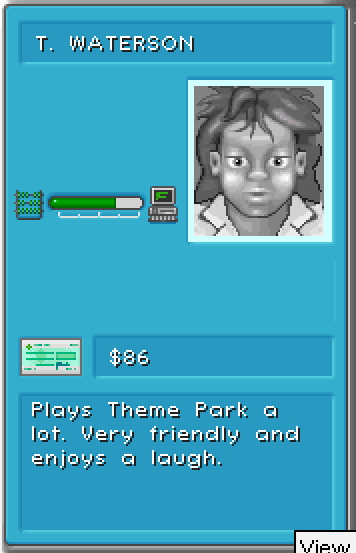 T. WATERSON
$86
Plays Theme Park a
lot. Very friendly and
enjoys a laugh.
View